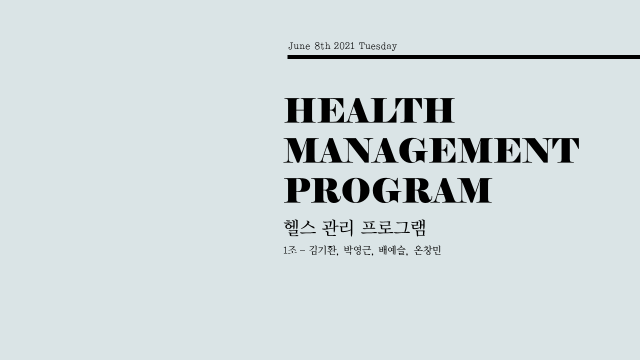 June 8th 2021 Tuesday
HEALTH
MANAGEMENT
PROGRAM
헬스 관리 프로그램
1조 – 김기환, 박영근, 배예슬, 온창민